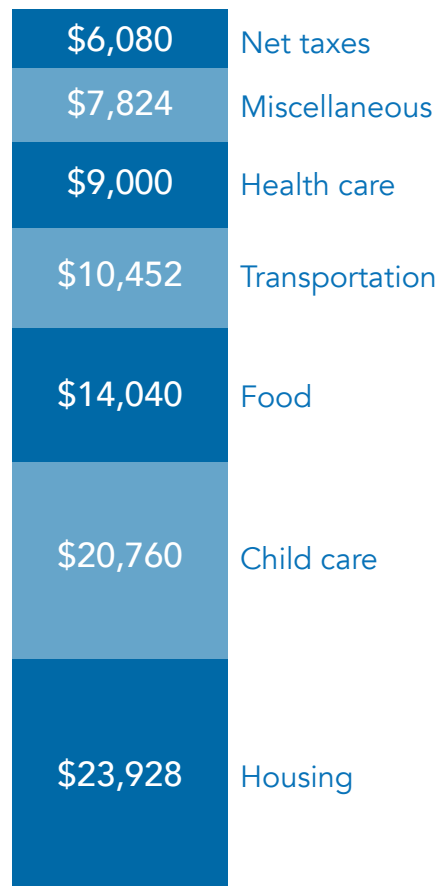 $6,080 Net taxes
$7,824 Miscellaneous
$9,000 Health care
$10,452 Transportation
$14,040 Food
$20,760 Child care
$23,928 Housing